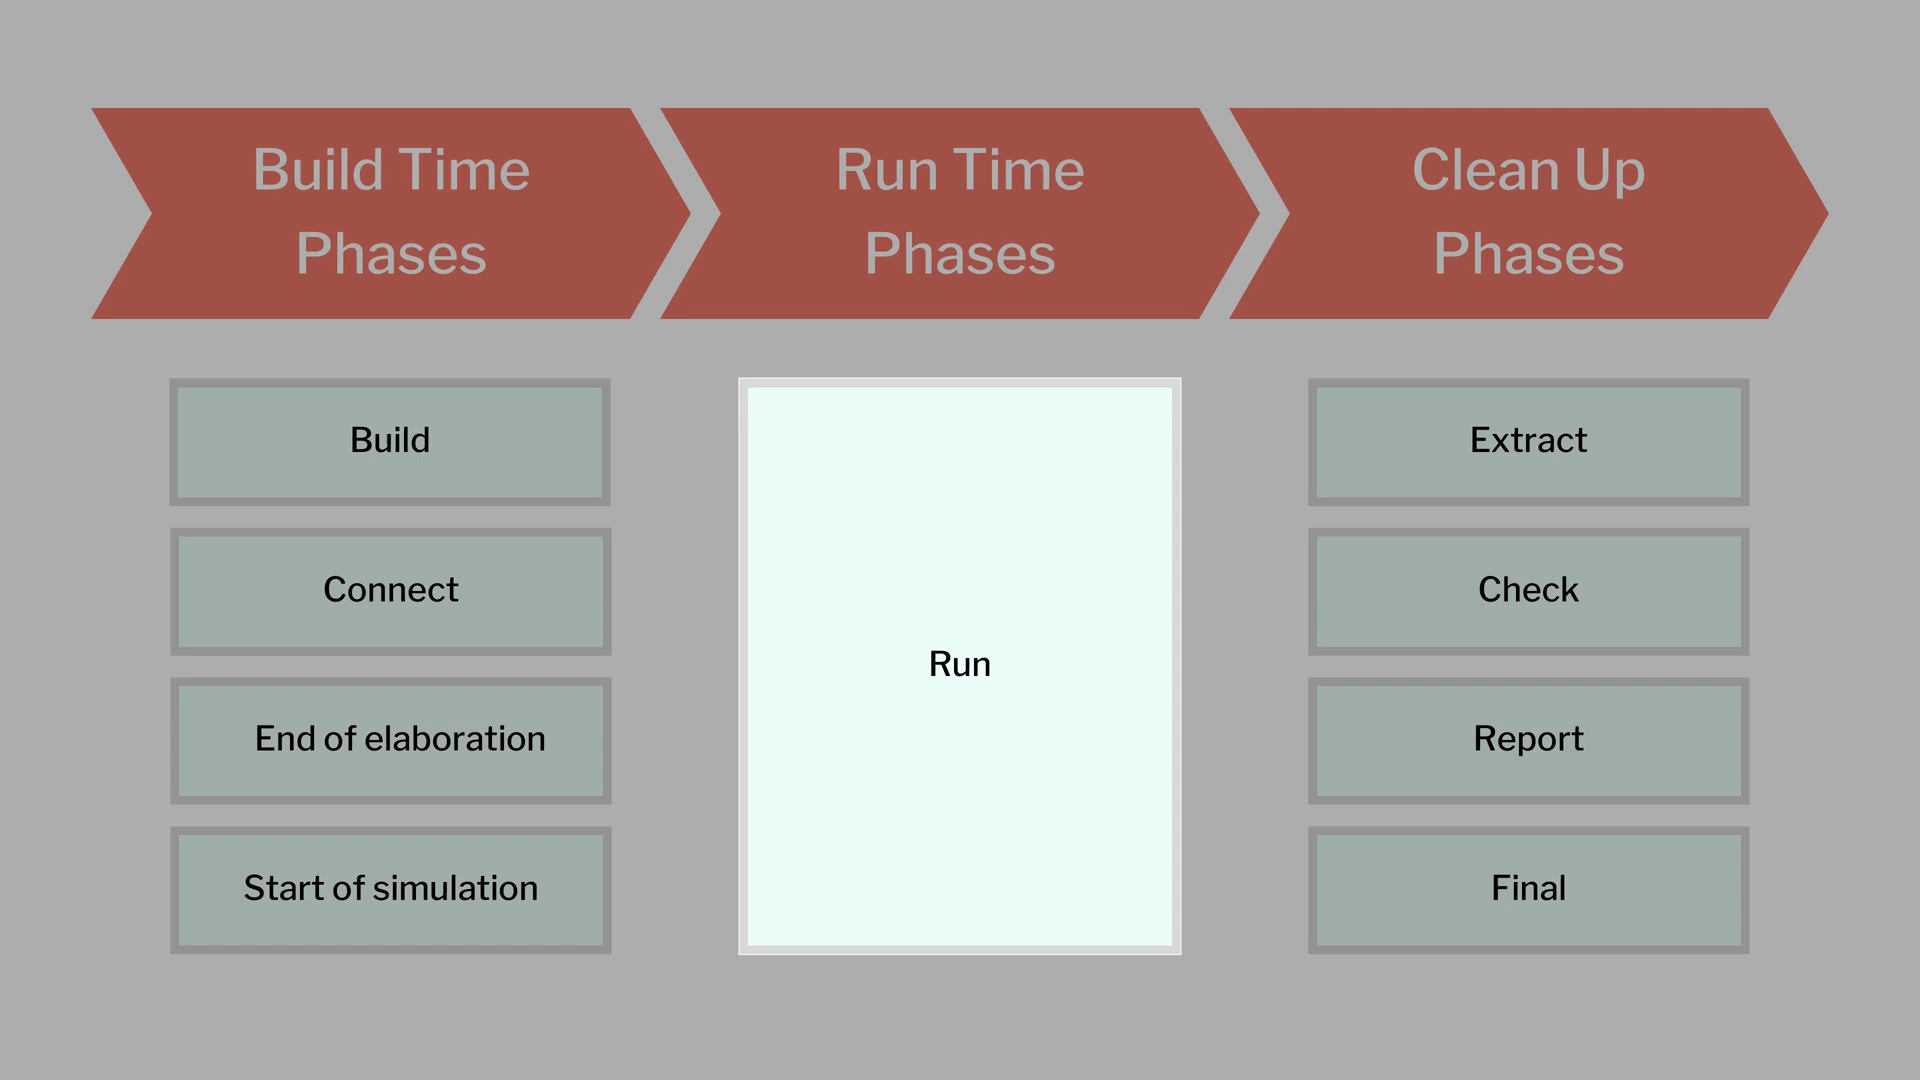 Build Time
Phases
Run Time
Phases
Clean Up
Phases
Build
Connect
End of elaboration
Start of simulation
Run
Extract
Check
Report
Final